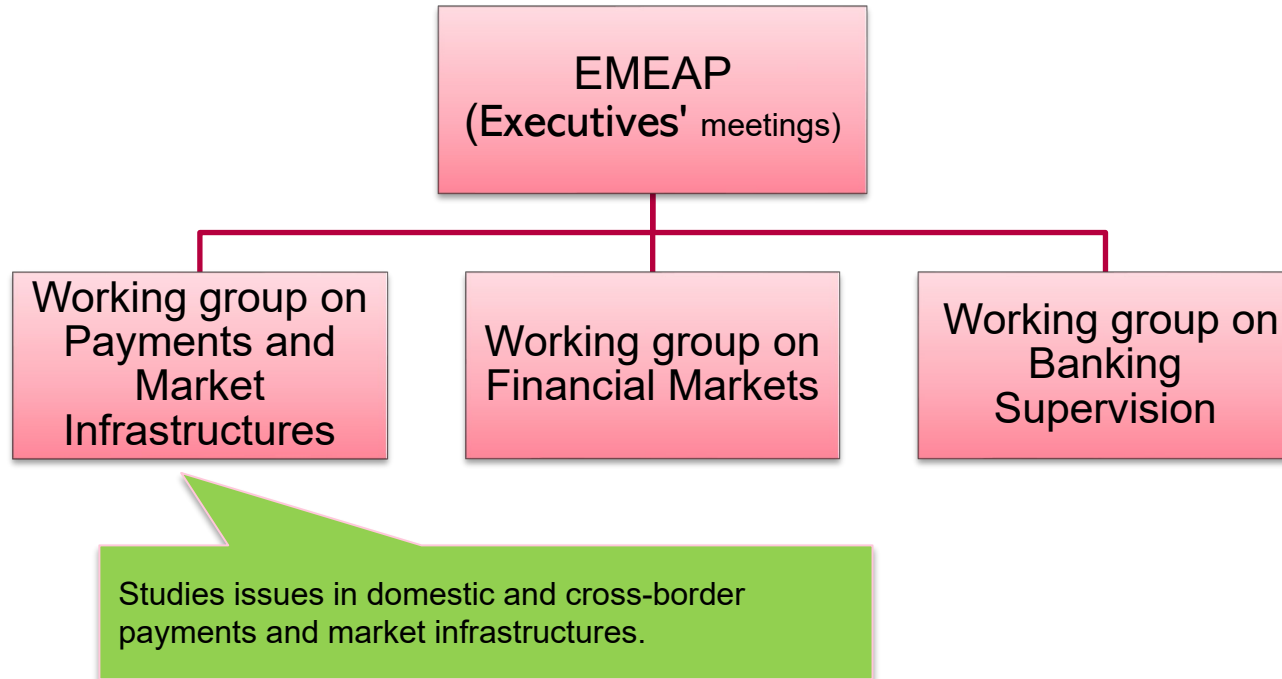 EMEAP
(Executives' meetings)
Working group on
Payments and
Market
Infrastructures
Working group on
Financial Markets
Working group on
Banking
Supervision
Studies issues in domestic and cross-border
payments and market infrastructures.